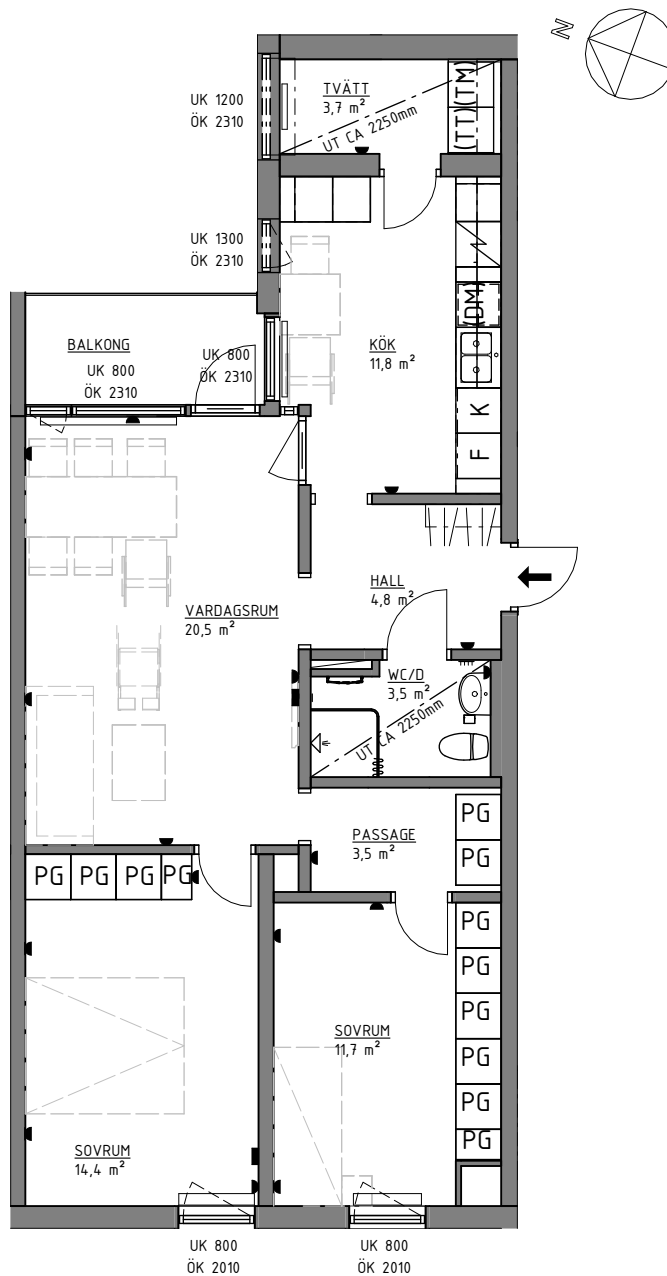 N
TVÄTT
3,7 m²
UT CA 2250mm
(TT)(TM)
UK 1200
ÖK 2310
UK 1300
ÖK 2310
BALKONG
UK 800
ÖK 2310
UK 800
ÖK 2310
KÖK
11,8 m²
(DM)
K
F
HALL
4,8 m²
VARDAGSRUM
20,5 m²
WC/D
3,5 m²
UT CA 2250mm
PASSAGE
3,5 m²
PG
PG
PG PG PG PG
PG
PG
PG
PG
PG
PG
SOVRUM
11,7 m²
SOVRUM
14,4 m²
UK 800
ÖK 2010
UK 800
ÖK 2010